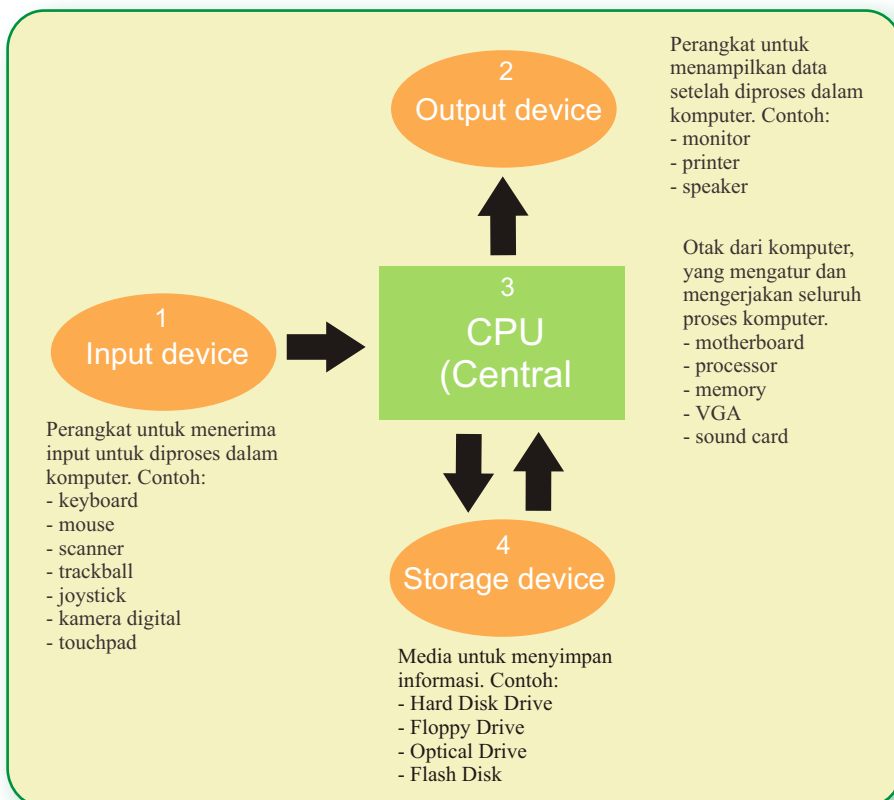 2
Output device
Perangkat untuk
menampilkan data
setelah diproses dalam
komputer. Contoh:
- monitor
- printer
- speaker
3
CPU
(Central
Otak dari komputer,
yang mengatur dan
mengerjakan seluruh
proses komputer.
- motherboard
- processor
- memory
- VGA
- sound card
1
Input device
Perangkat untuk menerima
input untuk diproses dalam
komputer. Contoh:
- keyboard
- mouse
- scanner
- trackball
- joystick
- kamera digital
- touchpad
4
Storage device
Media untuk menyimpan
informasi. Contoh:
- Hard Disk Drive
- Floppy Drive
- Optical Drive
- Flash Disk